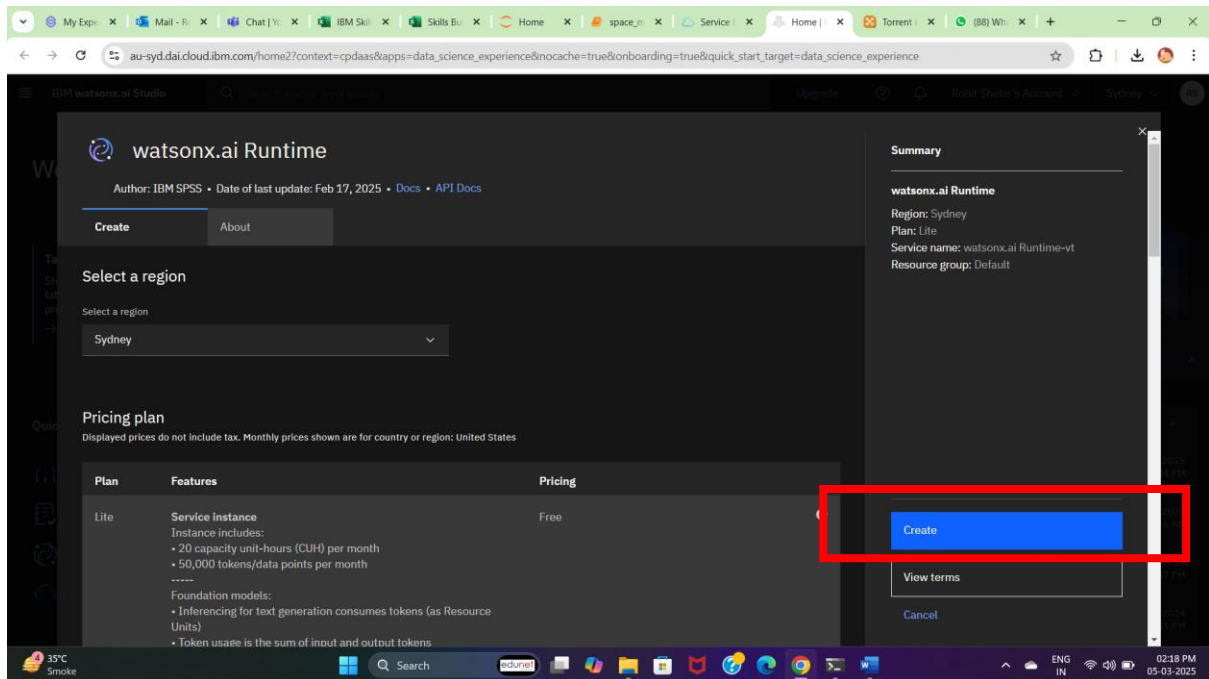 My Expe
Mail - R
Chat | Y
IBM Skil
Skills Bu
Home
space_m
Service
Home |
Torrent
(88) Wh
au-syd.dai.cloud.ibm.com/home2?context=cpdaas&apps=data_science_experience&nocache=true&onboarding=true&quick_start_target=data_science_experience
IBM watsonx.ai Studio
Upgrade
Rohit Shelar's Account
Sydney
watsonx.ai Runtime
Author: IBM SPSS • Date of last update: Feb 17, 2025 • Docs • API Docs
Create
About
Select a region
Select a region
Sydney
Pricing plan
Displayed prices do not include tax. Monthly prices shown are for country or region: United States
Plan Features Pricing
Lite Service instance Free
Instance includes:
• 20 capacity unit-hours (CUH) per month
• 50,000 tokens/data points per month
-----
Foundation models:
• Inferencing for text generation consumes tokens (as Resource
Units)
• Token usage is the sum of input and output tokens
Summary
watsonx.ai Runtime
Region: Sydney
Plan: Lite
Service name: watsonx.ai Runtime-vt
Resource group: Default
Create
View terms
Cancel
4
35°C
Smoke
Search
edunet
ENG
IN
02:18 PM
05-03-2025